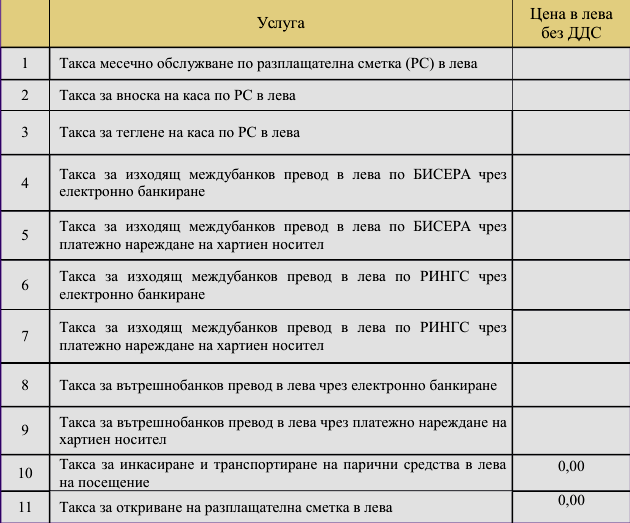 Услуга
Цена в лева
без ДДС
1 Такса месечно обслужване по разплащателна сметка (РС) в лева
2 Такса за вноска на каса по РС в лева
3 Такса за теглене на каса по РС в лева
4 Такса за изходящ междубанков превод в лева по БИСЕРА чрез
електронно банкиране
5 Такса за изходящ междубанков превод в лева по БИСЕРА чрез
платежно нареждане на хартиен носител
6 Такса за изходящ междубанков превод в лева по РИНГС чрез
електронно банкиране
7 Такса за изходящ междубанков превод в лева по РИНГС чрез
платежно нареждане на хартиен носител
8 Такса за вътрешнобанков превод в лева чрез електронно банкиране
9 Такса за вътрешнобанков превод в лева чрез платежно нареждане на
хартиен носител
10 Такса за инкасиране и транспортиране на парични средства в лева
на посещение 0,00
11 Такса за откриване на разплащателна сметка в лева 0,00